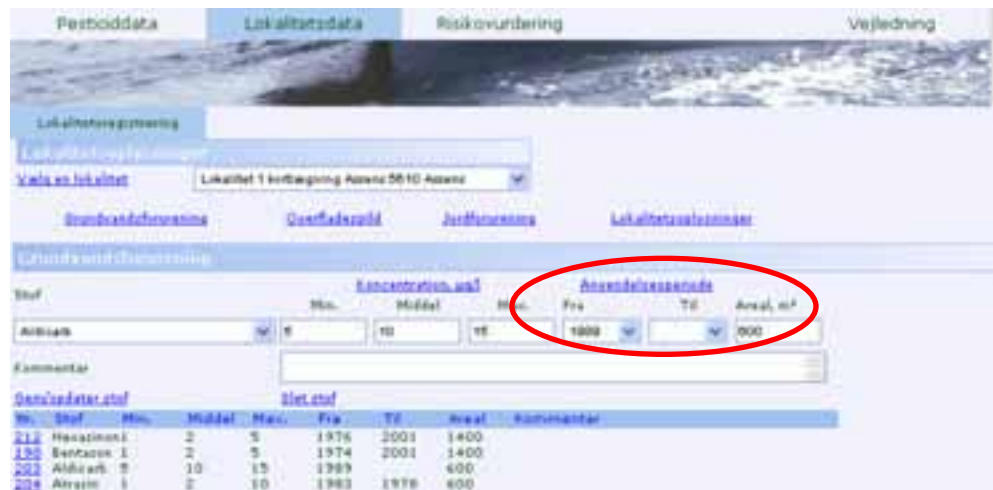 Pesticiddata Lokalitetsdata Risikovurdering Vejledning
Lokalitetsregistrering
Lokalitetsoplysninger
Vælg en lokalitet Lokalitet 1 kortlægning Assens 5610 Assens
Grundvandsforurening Overfladespild Jordforurening Lokalitetsoplysninger
Grundvandsforurening
Koncentration, µg/l Anvendelsesperiode
Stof Min. Middel Max. Fra Til Areal, m²
Aldicarb 5 10 15 1989 600
Kommentar
Gem/opdater stof Slet stof
Nr. Stof Min. Middel Max. Fra Til Areal Kommentar
212 Hexazinon 1 2 5 1976 2001 1400
190 Bentazon 1 2 5 1974 2001 1400
203 Aldicarb 5 10 15 1989 600
204 Atrazin 1 2 10 1983 1978 600